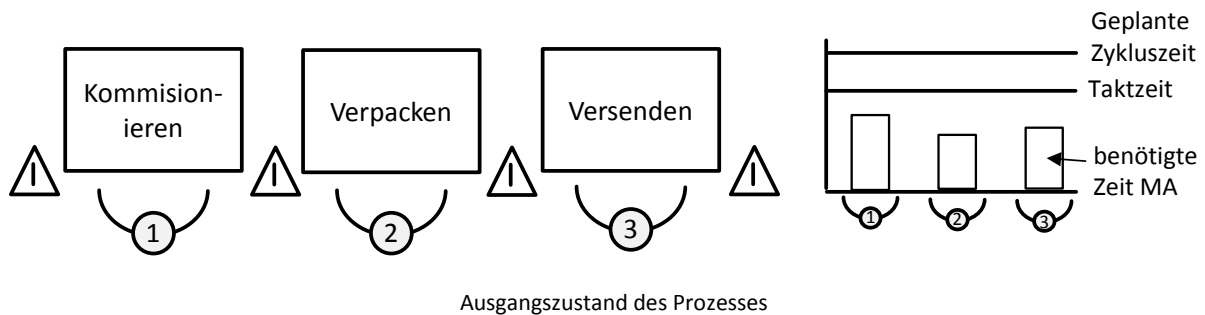 Kommision-
ieren
Verpacken
Versenden
I
I
I
I
1
2
3
Geplante
Zykluszeit
Taktzeit
benötigte
Zeit MA
1
2
3
Ausgangszustand des Prozesses